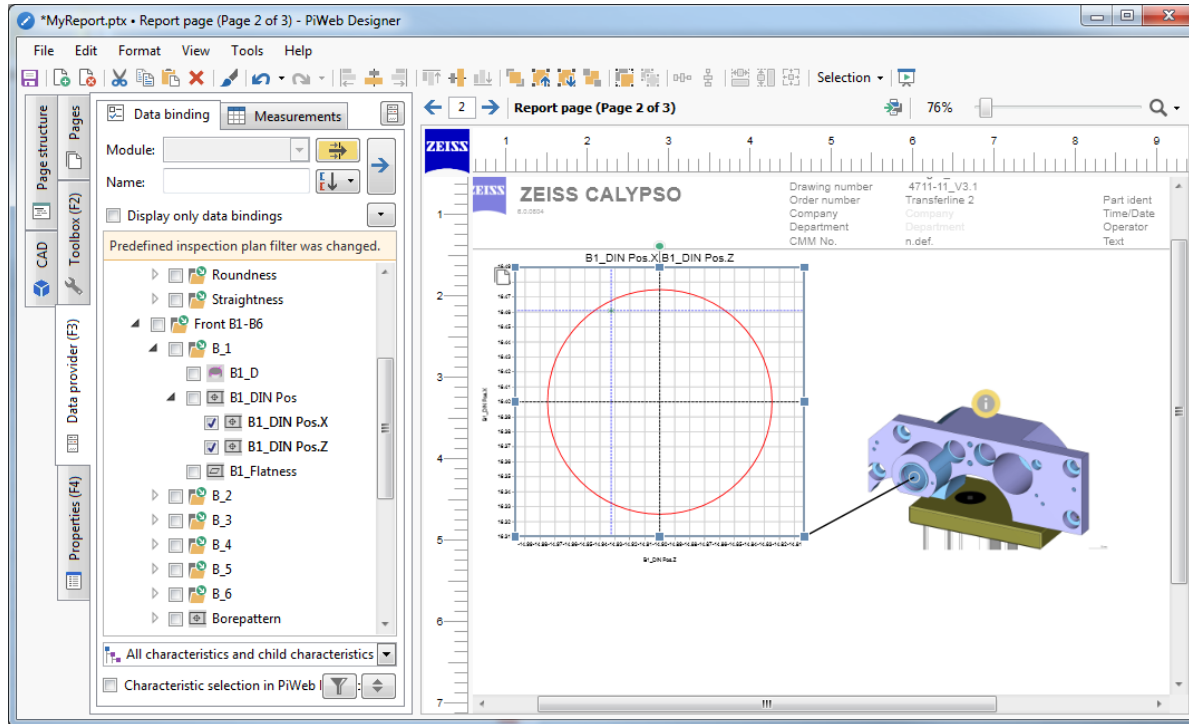 *MyReport.ptx • Report page (Page 2 of 3) - PiWeb Designer
File Edit Format View Tools Help
Selection
Page structure
Pages
CAD
Toolbox (F2)
Data provider (F3)
Properties (F4)
Data binding
Measurements
Module:
Name:
Display only data bindings
Predefined inspection plan filter was changed.
Roundness
Straightness
Front B1-B6
B_1
B1_D
B1_DIN Pos
B1_DIN Pos.X
B1_DIN Pos.Z
B1_Flatness
B_2
B_3
B_4
B_5
B_6
Borepattern
All characteristics and child characteristics
Characteristic selection in PiWeb
2 Report page (Page 2 of 3) 76%
ZEISS
1 2 3 4 5 6 7 8 9
1
2
3
4
5
6
7
ZEISS CALYPSO
Drawing number 4711-11_V3.1
Order number Transferline 2 Part ident
Company Company Time/Date
Department Department Operator
CMM No. n.def. Text
B1_DIN Pos.X,B1_DIN Pos.Z
B1_DIN Pos.X
B1_DIN Pos.Z